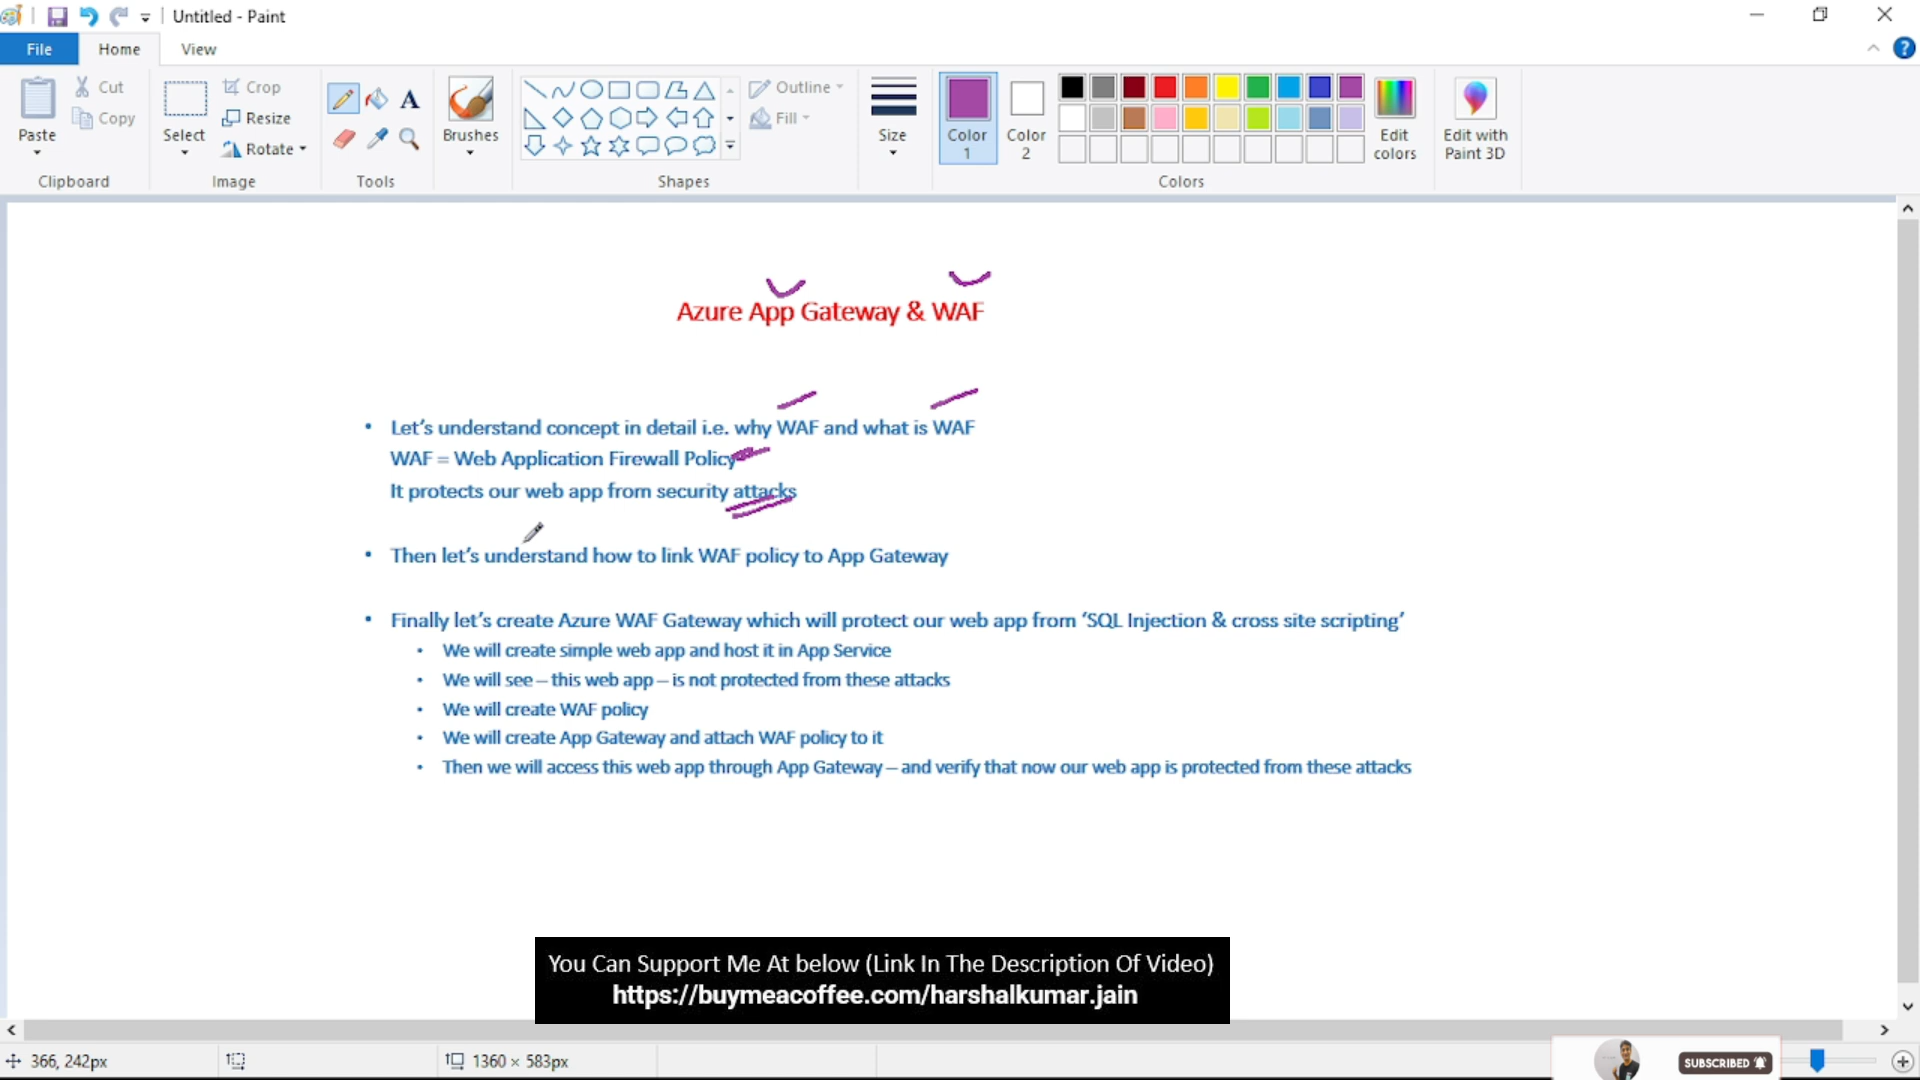 Untitled - Paint
File Home View
Paste
Cut
Copy
Clipboard
Select
Crop
Resize
Rotate
Image
A
Tools
Brushes
Shapes
Outline
Fill
Size
Color 1
Color 2
Colors
Edit colors
Edit with Paint 3D
?
Azure App Gateway & WAF
• Let's understand concept in detail i.e. why WAF and what is WAF
WAF = Web Application Firewall Policy
It protects our web app from security attacks
• Then let's understand how to link WAF policy to App Gateway
• Finally let's create Azure WAF Gateway which will protect our web app from ‘SQL Injection & cross site scripting’
• We will create simple web app and host it in App Service
• We will see – this web app – is not protected from these attacks
• We will create WAF policy
• We will create App Gateway and attach WAF policy to it
• Then we will access this web app through App Gateway – and verify that now our web app is protected from these attacks
You Can Support Me At below (Link In The Description Of Video)
https://buymeacoffee.com/harshalkumar.jain
366, 242px
1360 × 583px
SUBSCRIBED